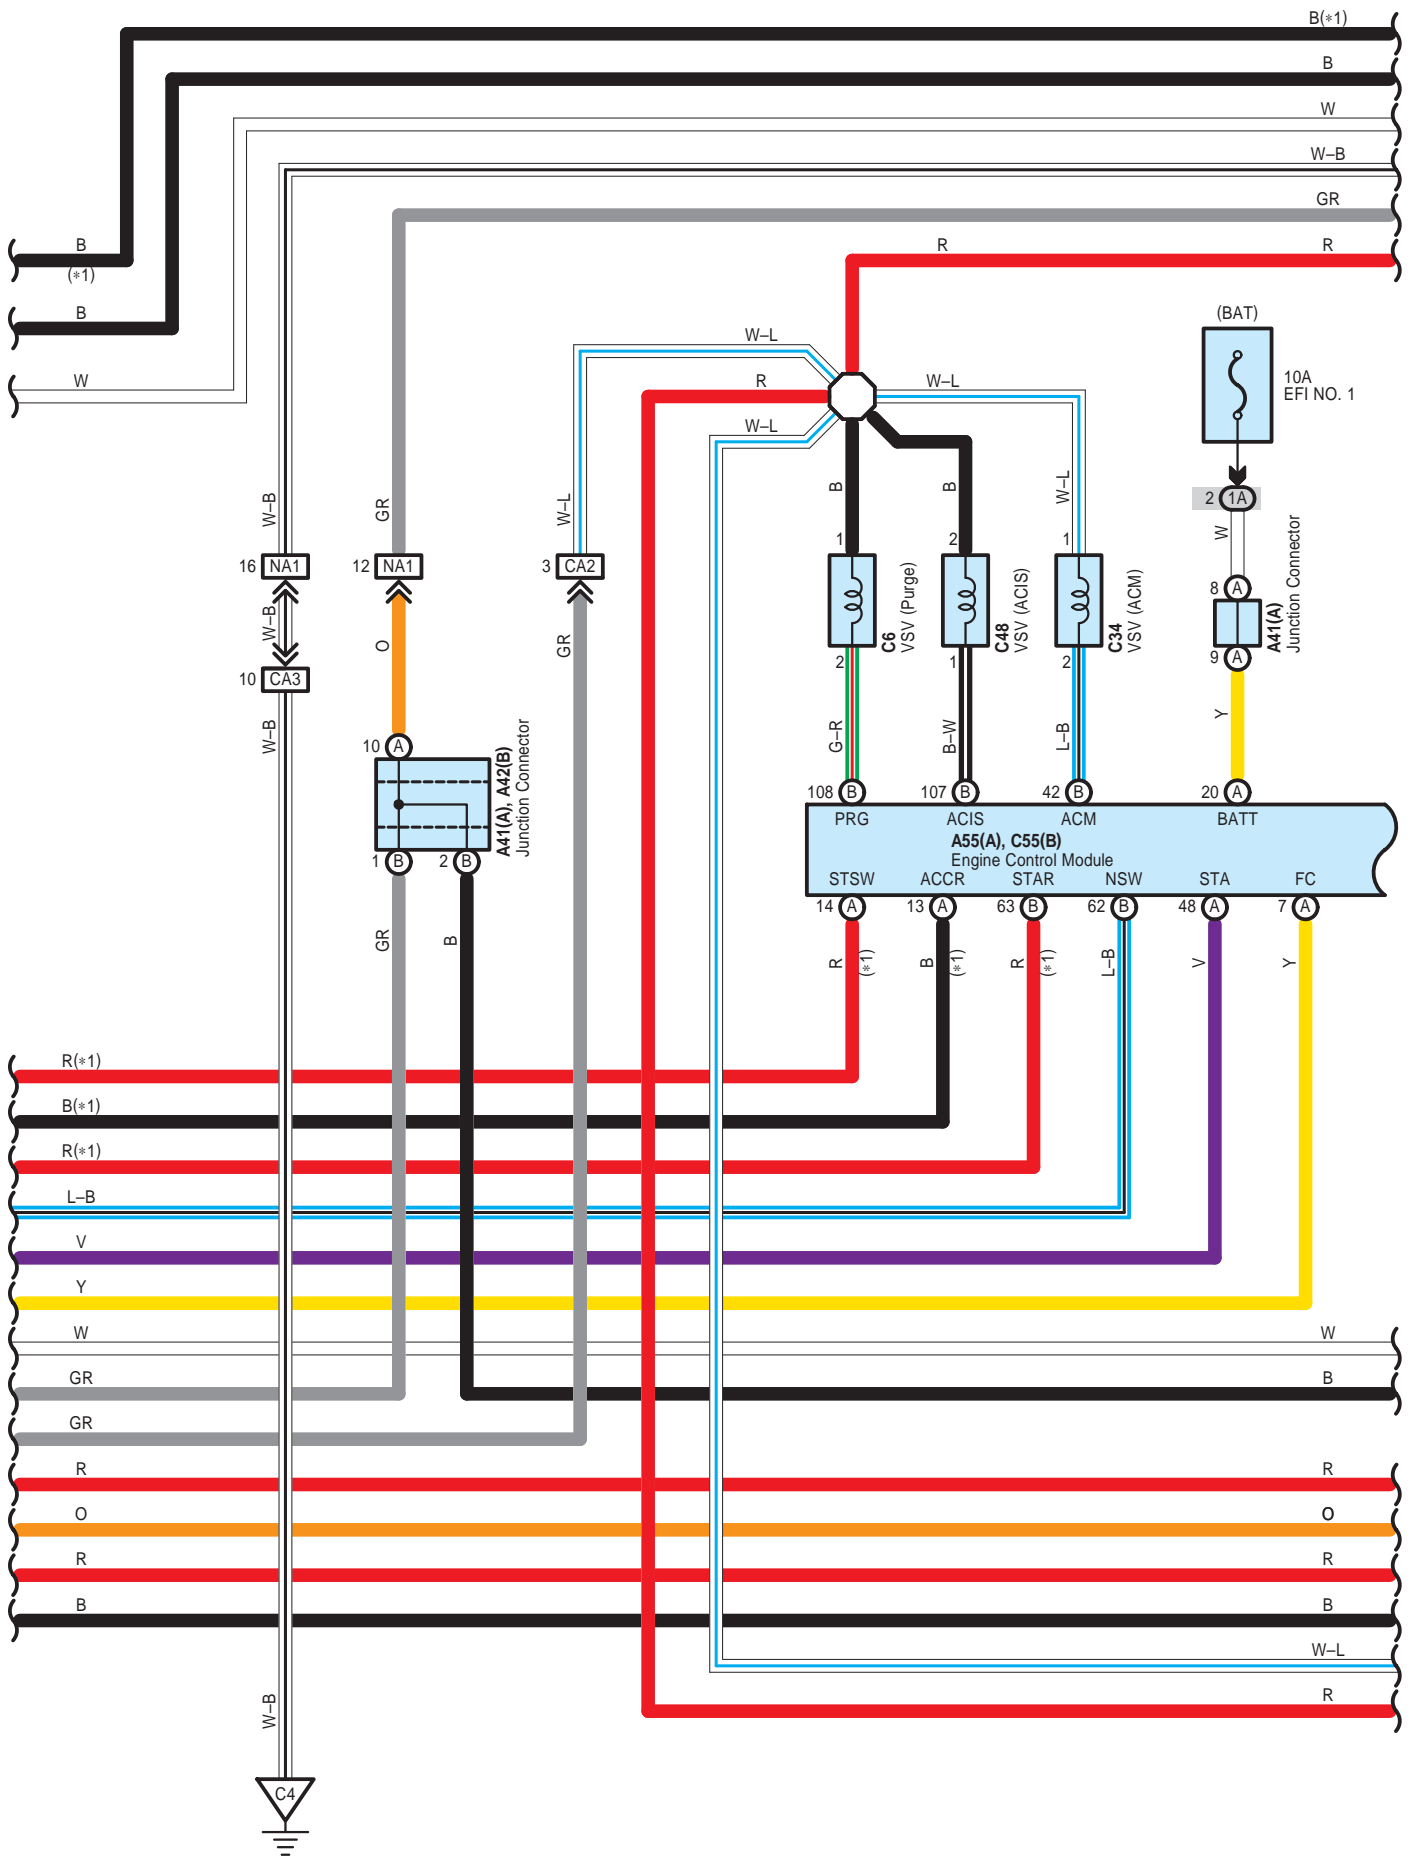 B(*1)
B
W
W–B
GR
B
(*1)
R
R
B
(BAT)
W–L
W
R
W–L
10A
EFI NO. 1
W–L
W–B
GR
W–L
B
B
W–L
2 1A
W
1
2
1
16 NA1
12 NA1
3 CA2
8 A
W–B
O
GR
C6
VSV (Purge)
C48
VSV (ACIS)
C34
VSV (ACM)
A41(A)
Junction Connector
2
1
2
9 A
10 CA3
W–B
G–R
B–W
L–B
Y
10 A
A41(A), A42(B)
Junction Connector
108 B
107 B
42 B
20 A
PRG
ACIS
ACM
BATT
A55(A), C55(B)
Engine Control Module
1 B
2 B
STSW
ACCR
STAR
NSW
STA
FC
14 A
13 A
63 B
62 B
48 A
7 A
GR
B
R
(*1)
B
(*1)
R
(*1)
L–B
V
Y
R(*1)
B(*1)
R(*1)
L–B
V
Y
W
W
GR
B
GR
R
R
O
O
R
R
B
B
W–L
W–B
R
C4